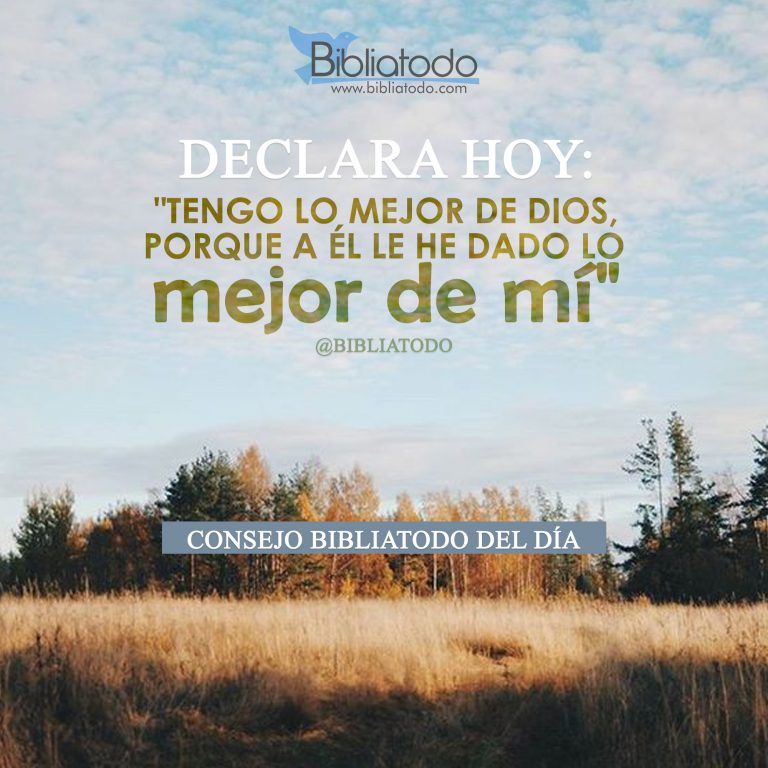 Bibliatodo
www.bibliatodo.com
DECLARA HOY:
"TENGO LO MEJOR DE DIOS,
PORQUE A ÉL LE HE DADO LO
mejor de mí"
@BIBLIATODO
CONSEJO BIBLIATODO DEL DÍA